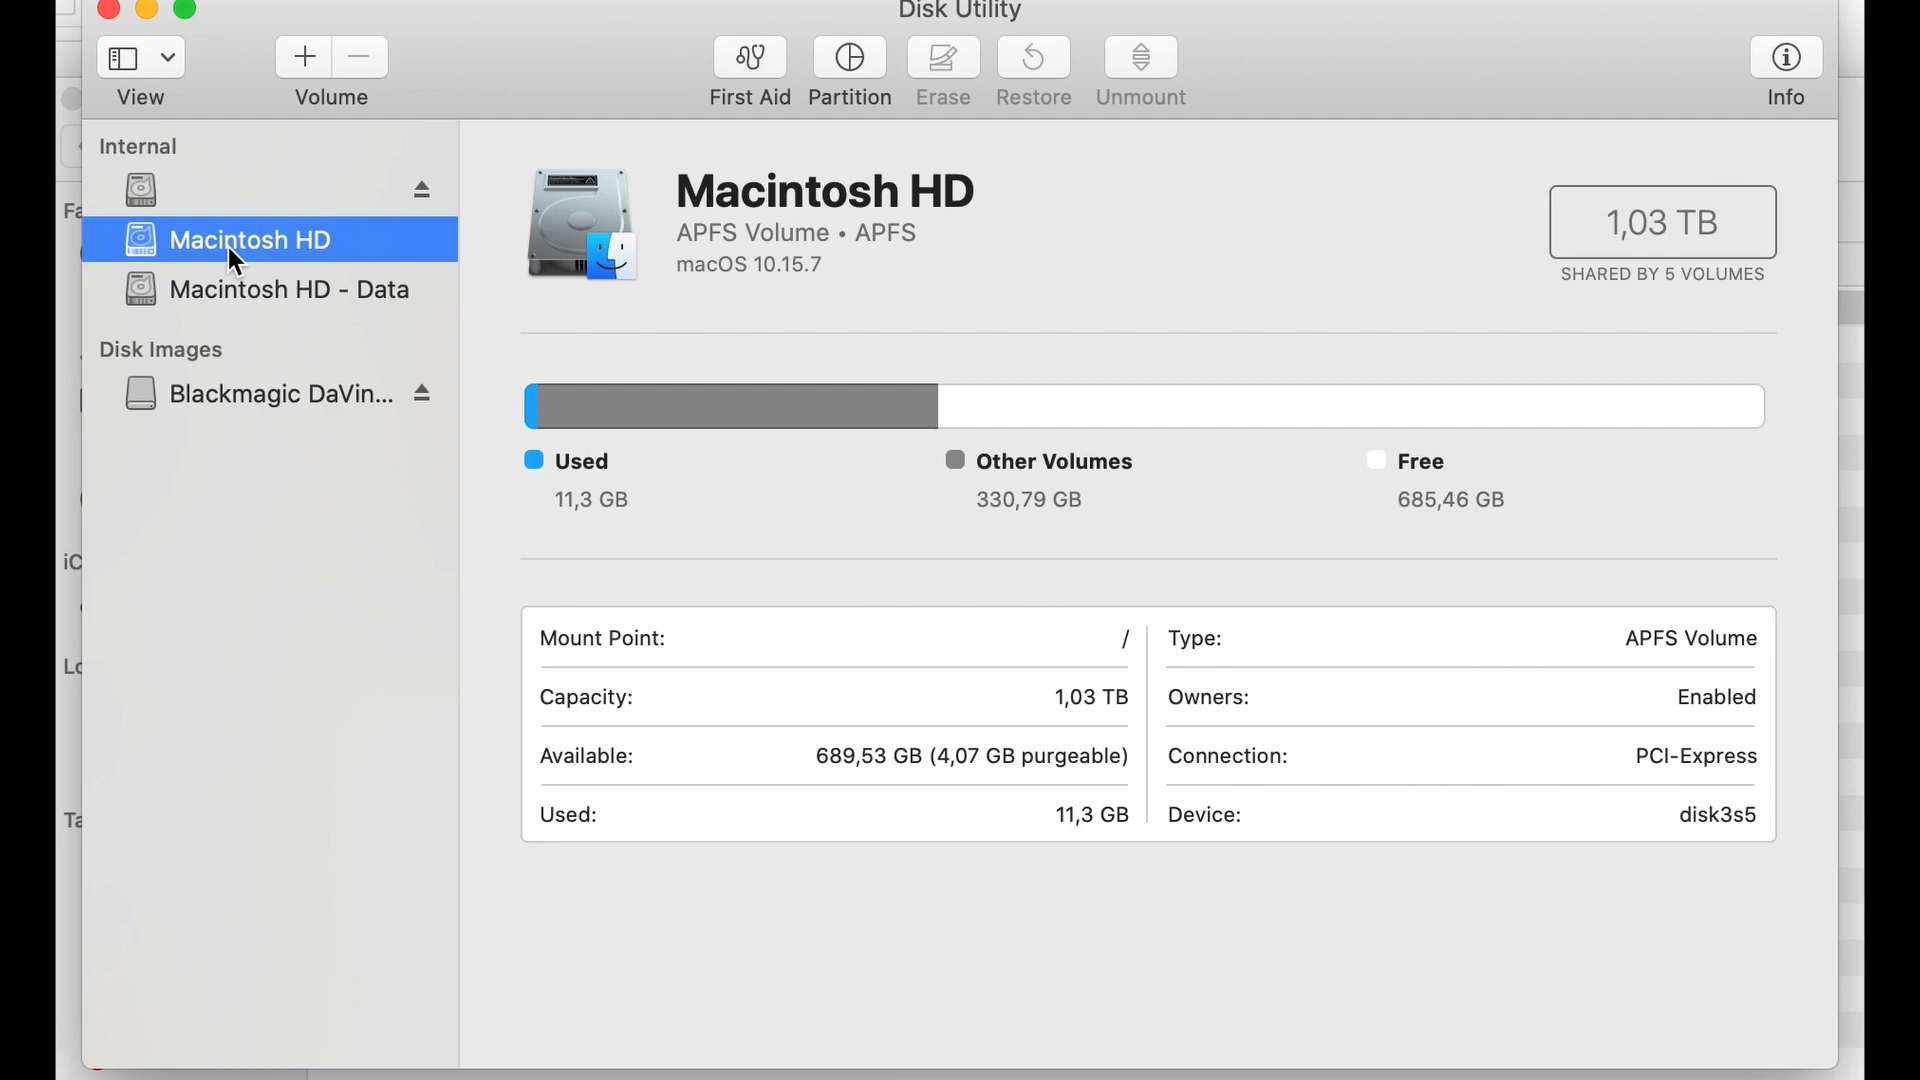 Disk Utility
View
Volume
First Aid
Partition
Erase
Restore
Unmount
Info
Internal
Macintosh HD
Macintosh HD - Data
Disk Images
Blackmagic DaVin...
Macintosh HD
APFS Volume • APFS
macOS 10.15.7
1,03 TB
SHARED BY 5 VOLUMES
Used
11,3 GB
Other Volumes
330,79 GB
Free
685,46 GB
Mount Point: /
Capacity: 1,03 TB
Available: 689,53 GB (4,07 GB purgeable)
Used: 11,3 GB
Type: APFS Volume
Owners: Enabled
Connection: PCI-Express
Device: disk3s5
Fa
iC
Lo
Ta